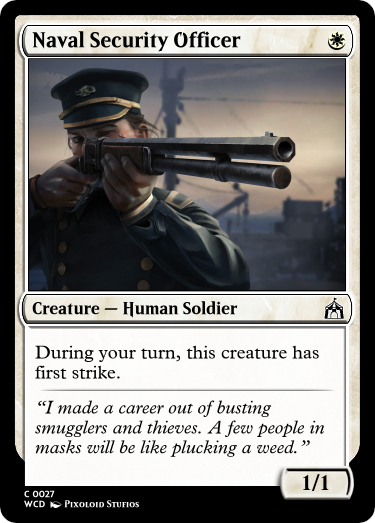 Naval Security Officer
Creature — Human Soldier
During your turn, this creature has
first strike.
“I made a career out of busting
smugglers and thieves. A few people in
masks will be like plucking a weed.”
1/1
C 0027
WCD Pixoloid Studios